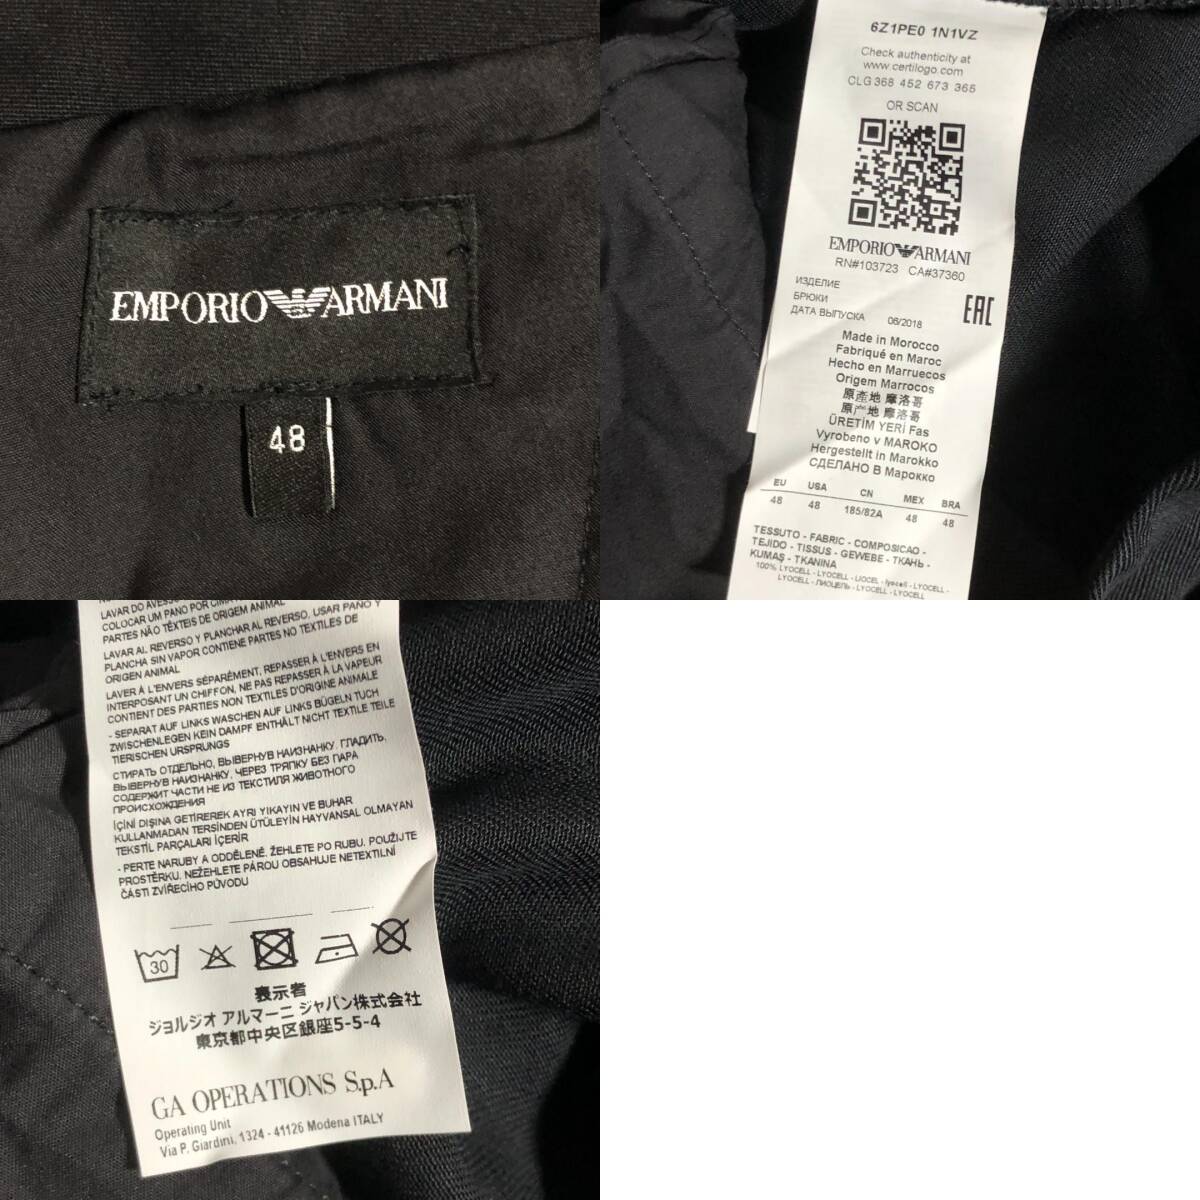 EMPORIO ARMANI
48
6Z1PE0 1N1VZ
Check authenticity at
www.certilogo.com
CLG 368 452 673 365
OR SCAN
EMPORIO ARMANI
RN#103723 CA#37360
ИЗДЕЛИЕ
БРЮКИ
ДАТА ВЫПУСКА 06/2018
EAC
Made in Morocco
Fabriqué en Maroc
Hecho en Marruecos
Origem Marrocos
原產地 摩洛哥
原产地 摩洛哥
ÜRETİM YERİ Fas
Vyrobeno v MAROKO
Hergestellt in Marokko
СДЕЛАНО В Марокко
EU USA CN MEX BRA
48 48 185/82A 48 48
TESSUTO - FABRIC - COMPOSICAO -
TEJIDO - TISSUS - GEWEBE - ТКАНЬ -
KUMAŞ - TKANINA
100% LYOCELL - LYOCELL - LIOCEL - lyocell - LYOCELL -
LYOCELL - ЛИОЦЕЛЬ - LYOCELL - LYOCELL
LAVAR DO AVESSO
COLOCAR UM PANO POR CIMA
PARTES NÃO TÊXTEIS DE ORIGEM ANIMAL
LAVAR AL REVERSO Y PLANCHAR AL REVERSO, USAR PAÑO Y
PLANCHA SIN VAPOR CONTIENE PARTES NO TEXTILES DE
ORIGEN ANIMAL
LAVER À L'ENVERS SÉPARÉMENT, REPASSER À L'ENVERS EN
INTERPOSANT UN CHIFFON, NE PAS REPASSER À LA VAPEUR
CONTIENT DES PARTIES NON TEXTILES D'ORIGINE ANIMALE
- SEPARAT AUF LINKS WASCHEN AUF LINKS BÜGELN TUCH
ZWISCHENLEGEN KEIN DAMPF ENTHÄLT NICHT TEXTILE TEILE
TIERISCHEN URSPRUNGS
СТИРАТЬ ОТДЕЛЬНО, ВЫВЕРНУВ НАИЗНАНКУ. ГЛАДИТЬ,
ВЫВЕРНУВ НАИЗНАНКУ, ЧЕРЕЗ ТРЯПКУ БЕЗ ПАРА
СОДЕРЖИТ ЧАСТИ НЕ ИЗ ТЕКСТИЛЯ ЖИВОТНОГО
ПРОИСХОЖДЕНИЯ
İÇİNİ DIŞINA GETİREREK AYRI YIKAYIN VE BUHAR
KULLANMADAN TERSİNDEN ÜTÜLEYİN HAYVANSAL OLMAYAN
TEKSTİL PARÇALARI İÇERİR
- PERTE NARUBY A ODDĚLENĚ, ŽEHLETE PO RUBU. POUŽIJTE
PROSTĚRKU. NEŽEHLETE PÁROU OBSAHUJE NETEXTILNÍ
ČÁSTI ZVÍŘECÍHO PŮVODU
30
表示者
ジョルジオ アルマーニ ジャパン株式会社
東京都中央区銀座5-5-4
GA OPERATIONS S.p.A
Operating Unit
Via P. Giardini, 1324 - 41126 Modena ITALY